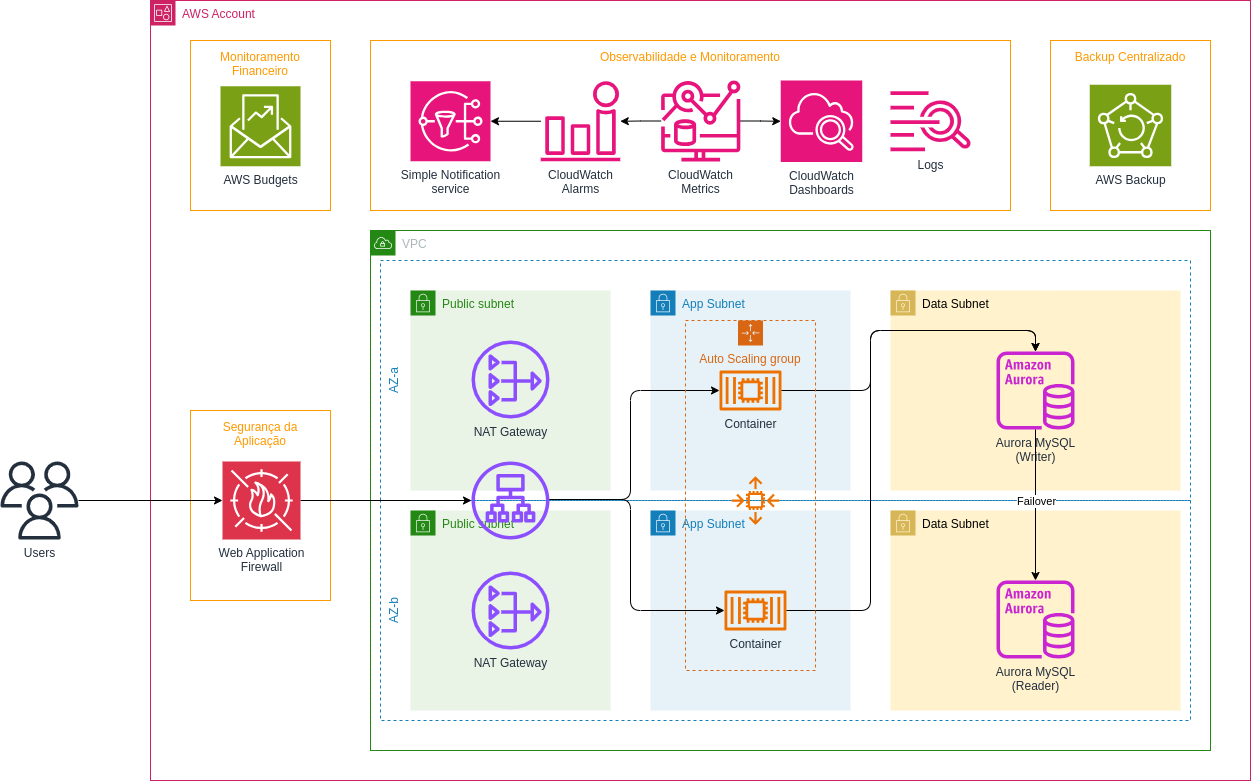 AWS Account
Monitoramento
Financeiro
AWS Budgets
Observabilidade e Monitoramento
Simple Notification
service
CloudWatch
Alarms
CloudWatch
Metrics
CloudWatch
Dashboards
Logs
Backup Centralizado
AWS Backup
VPC
AZ-a
Public subnet
NAT Gateway
App Subnet
Auto Scaling group
Container
Data Subnet
Amazon
Aurora
Aurora MySQL
(Writer)
Segurança da
Aplicação
Web Application
Firewall
Users
Failover
AZ-b
Public subnet
NAT Gateway
App Subnet
Container
Data Subnet
Amazon
Aurora
Aurora MySQL
(Reader)